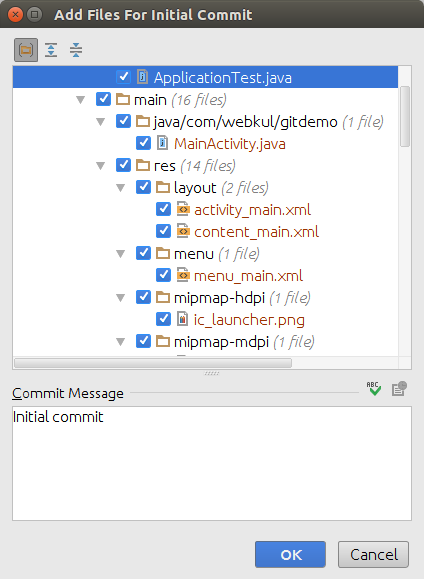 Add Files For Initial Commit
ApplicationTest.java
main (16 files)
java/com/webkul/gitdemo (1 file)
MainActivity.java
res (14 files)
layout (2 files)
activity_main.xml
content_main.xml
menu (1 file)
menu_main.xml
mipmap-hdpi (1 file)
ic_launcher.png
mipmap-mdpi (1 file)
Commit Message
ABC
Initial commit
OK Cancel